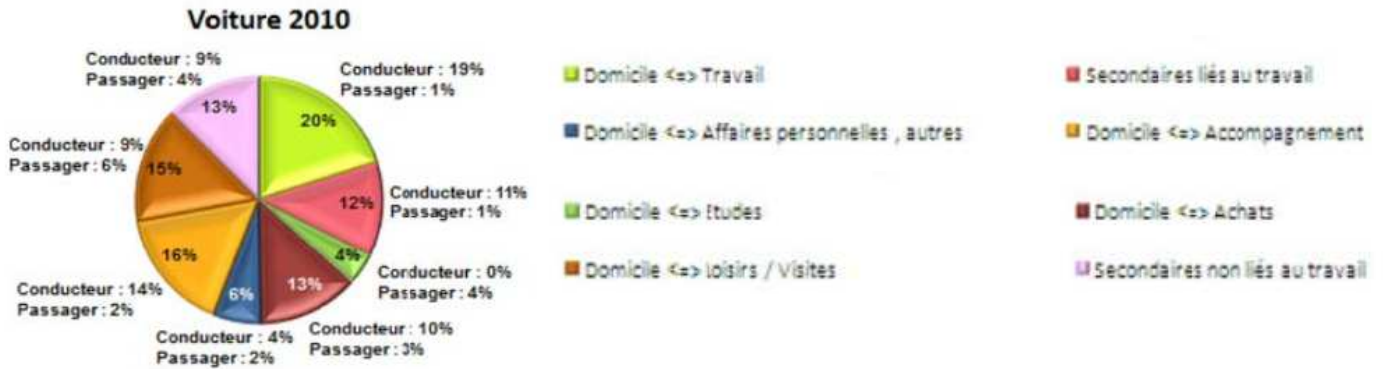 Voiture 2010
Conducteur : 9%
Passager : 4%
Conducteur : 19%
Passager : 1%
13%
20%
Conducteur : 9%
Passager : 6%
15%
Conducteur : 11%
Passager : 1%
12%
16%
4%
Conducteur : 0%
Passager : 4%
Conducteur : 14%
Passager : 2%
6%
13%
Conducteur : 4%
Passager : 2%
Conducteur : 10%
Passager : 3%
Domicile <=> Travail
Secondaires liés au travail
Domicile <=> Affaires personnelles , autres
Domicile <=> Accompagnement
Domicile <=> Etudes
Domicile <=> Achats
Domicile <=> Loisirs / Visites
Secondaires non liés au travail